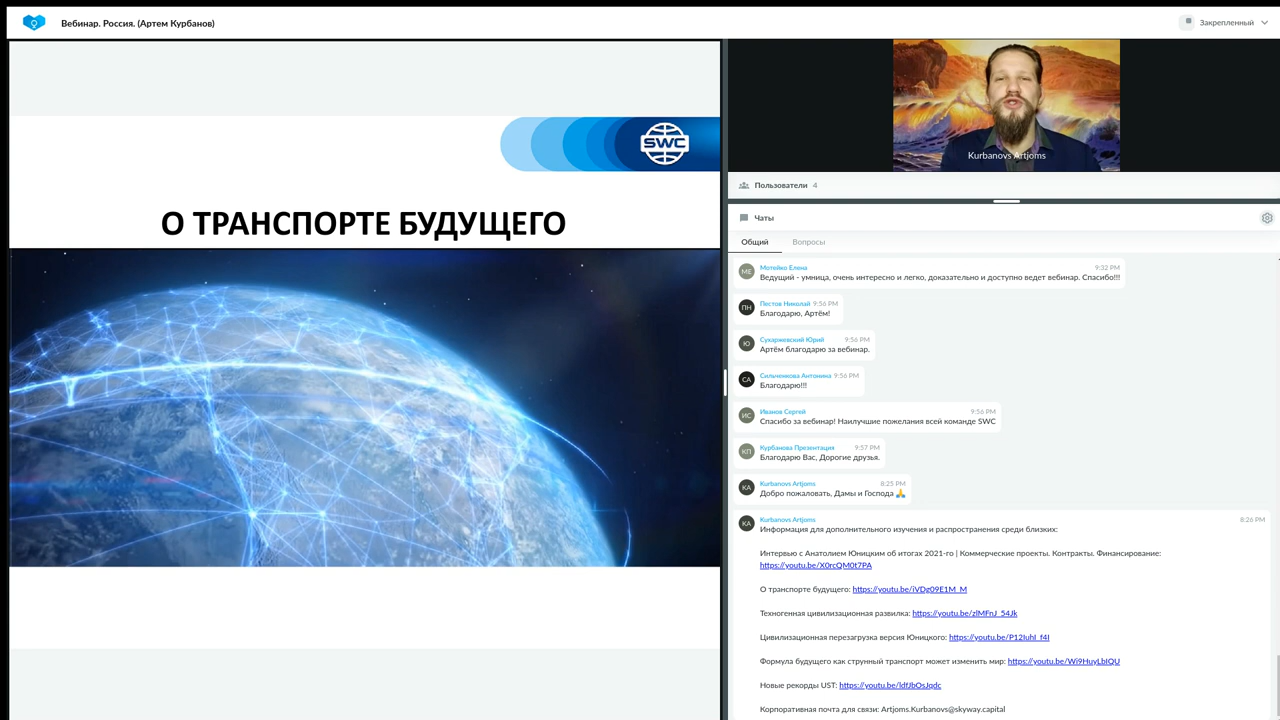 Вебинар. Россия. (Артем Курбанов)
Закрепленный
SWC
О ТРАНСПОРТЕ БУДУЩЕГО
Kurbanovs Artjoms
Пользователи 4
Чаты
Общий Вопросы
МЕ Мотейко Елена 9:32 PM
Ведущий - умница, очень интересно и легко, доказательно и доступно ведет вебинар. Спасибо!!!
ПН Пестов Николай 9:56 PM
Благодарю, Артём!
Ю Сухаржевский Юрий 9:56 PM
Артём благодарю за вебинар.
СА Сильченкова Антонина 9:56 PM
Благодарю!!!
ИС Иванов Сергей 9:56 PM
Спасибо за вебинар! Наилучшие пожелания всей команде SWC
КП Курбанова Презентация 9:57 PM
Благодарю Вас, Дорогие друзья.
KA Kurbanovs Artjoms 8:25 PM
Добро пожаловать, Дамы и Господа 🙏
KA Kurbanovs Artjoms 8:26 PM
Информация для дополнительного изучения и распространения среди близких:
Интервью с Анатолием Юницким об итогах 2021-го | Коммерческие проекты. Контракты. Финансирование:
https://youtu.be/X0rcQM0t7PA
О транспорте будущего: https://youtu.be/iVDg09E1M_M
Техногенная цивилизационная развилка: https://youtu.be/zlMFnJ_54Jk
Цивилизационная перезагрузка версия Юницкого: https://youtu.be/P12IuhI_f4I
Формула будущего как струнный транспорт может изменить мир: https://youtu.be/Wi9HuyLbIQU
Новые рекорды UST: https://youtu.be/ldfJbOsJqdc
Корпоративная почта для связи: Artjoms.Kurbanovs@skyway.capital